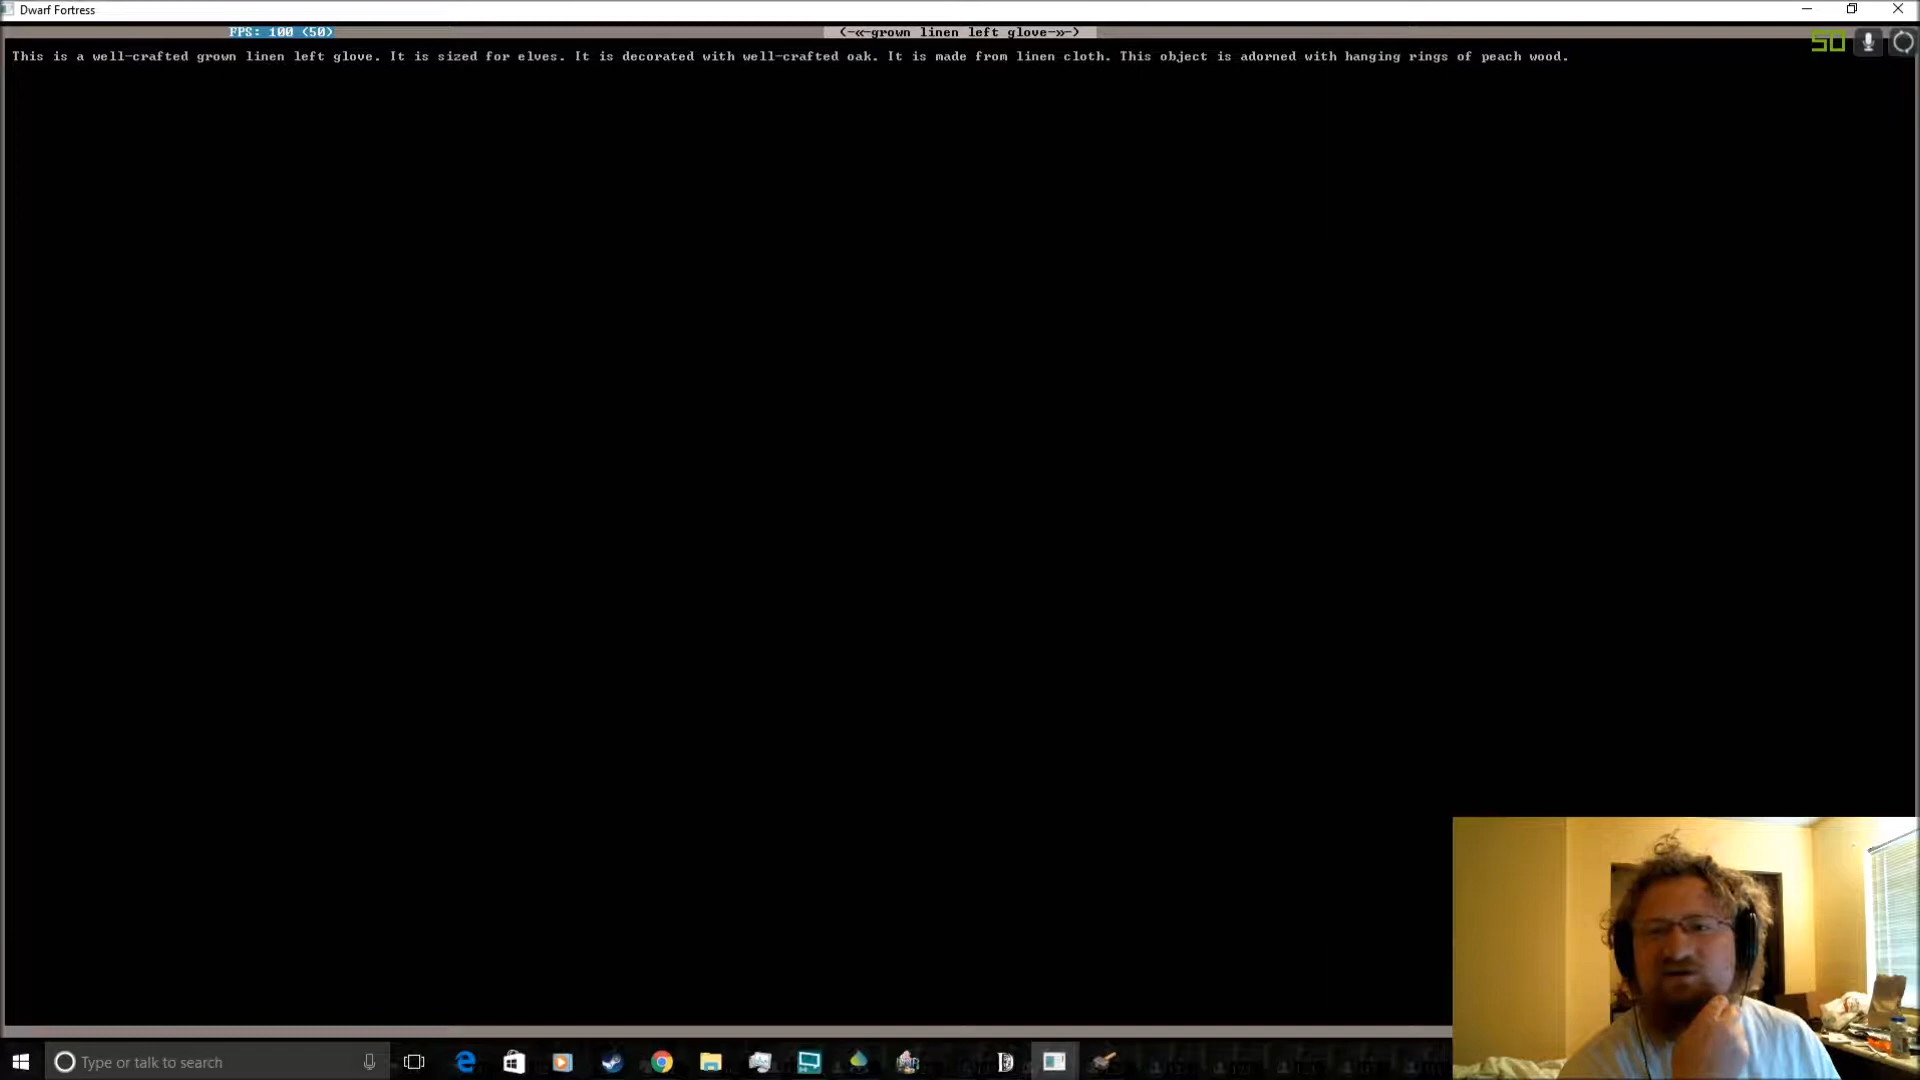 Dwarf Fortress
FPS: 100 (50)
(-«-grown linen left glove-»-)
50
This is a well-crafted grown linen left glove. It is sized for elves. It is decorated with well-crafted oak. It is made from linen cloth. This object is adorned with hanging rings of peach wood.
Type or talk to search